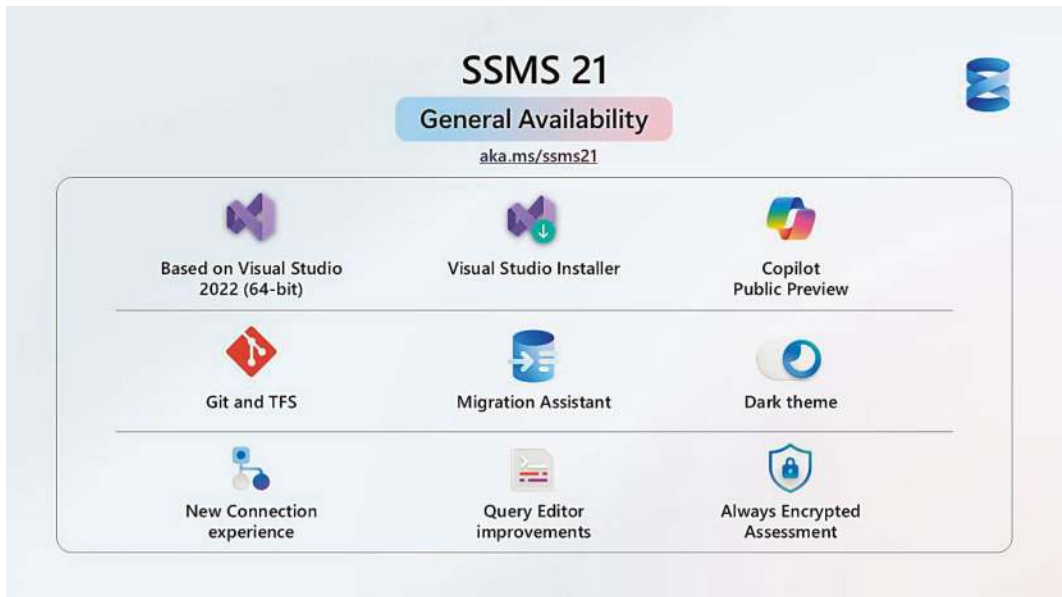 SSMS 21
General Availability
aka.ms/ssms21
Based on Visual Studio
2022 (64-bit)
Visual Studio Installer
Copilot
Public Preview
Git and TFS
Migration Assistant
Dark theme
New Connection
experience
Query Editor
improvements
Always Encrypted
Assessment